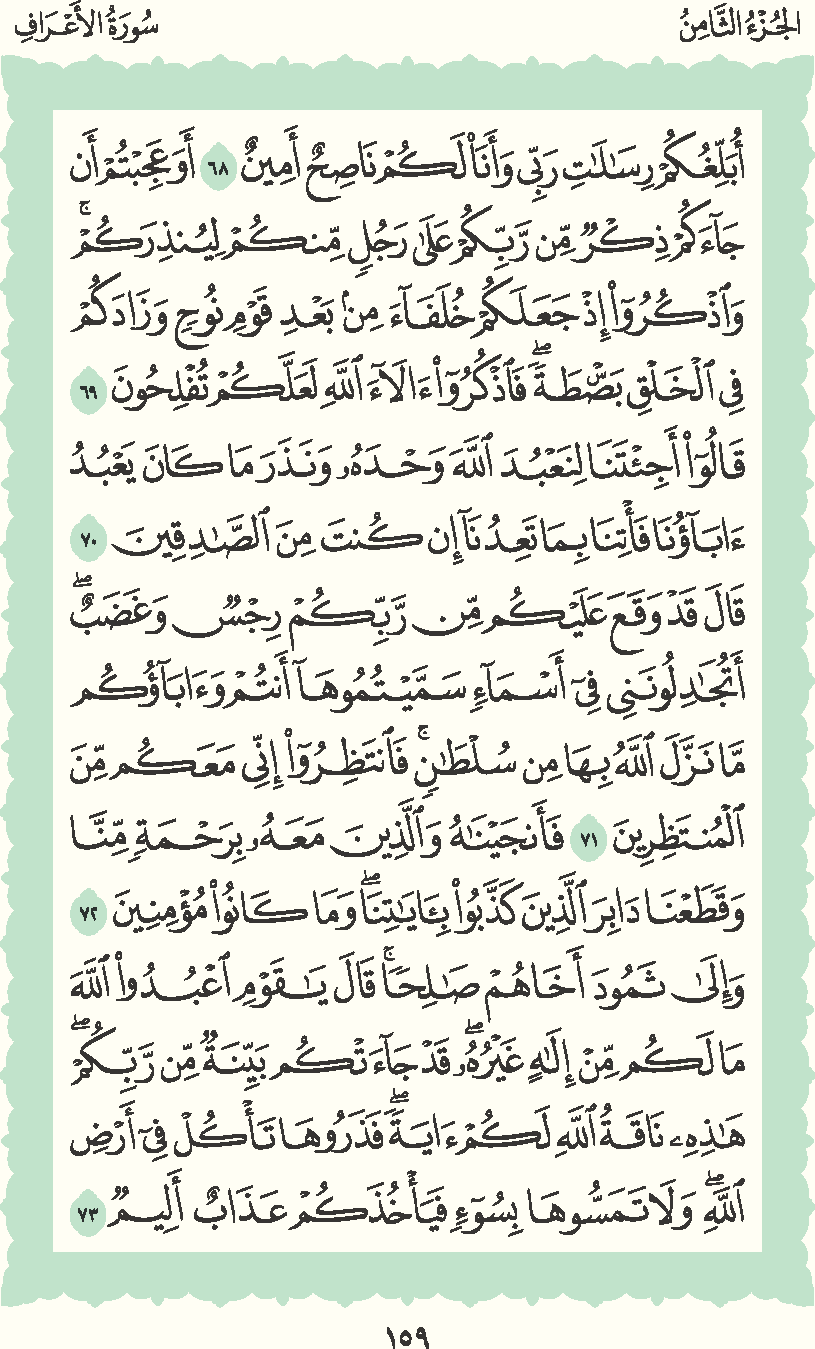 الجُزْءُ الثَّامِنُ
سُورَةُ الأَعْرَافِ
أُبَلِّغُكُمْ رِسَٰلَٰتِ رَبِّى وَأَنَا۠ لَكُمْ نَاصِحٌ أَمِينٌ ٦٨ أَوَعَجِبْتُمْ أَن
جَآءَكُمْ ذِكْرٌ مِّن رَّبِّكُمْ عَلَىٰ رَجُلٍ مِّنكُمْ لِيُنذِرَكُمْ ۚ
وَٱذْكُرُوٓا۟ إِذْ جَعَلَكُمْ خُلَفَآءَ مِنۢ بَعْدِ قَوْمِ نُوحٍ وَزَادَكُمْ
فِى ٱلْخَلْقِ بَصْۜطَةً ۖ فَٱذْكُرُوٓا۟ ءَالَآءَ ٱللَّهِ لَعَلَّكُمْ تُفْلِحُونَ ٦٩
قَالُوٓا۟ أَجِئْتَنَا لِنَعْبُدَ ٱللَّهَ وَحْدَهُۥ وَنَذَرَ مَا كَانَ يَعْبُدُ
ءَابَآؤُنَا فَأْتِنَا بِمَا تَعِدُنَآ إِن كُنتَ مِنَ ٱلصَّٰدِقِينَ ٧٠
قَالَ قَدْ وَقَعَ عَلَيْكُم مِّن رَّبِّكُمْ رِجْسٌ وَغَضَبٌ ۖ
أَتُجَٰدِلُونَنِى فِىٓ أَسْمَآءٍ سَمَّيْتُمُوهَآ أَنتُمْ وَءَابَآؤُكُم
مَّا نَزَّلَ ٱللَّهُ بِهَا مِن سُلْطَٰنٍ ۚ فَٱنتَظِرُوٓا۟ إِنِّى مَعَكُم مِّنَ
ٱلْمُنتَظِرِينَ ٧١ فَأَنجَيْنَٰهُ وَٱلَّذِينَ مَعَهُۥ بِرَحْمَةٍ مِّنَّا
وَقَطَعْنَا دَابِرَ ٱلَّذِينَ كَذَّبُوا۟ بِـَٔايَٰتِنَا ۖ وَمَا كَانُوا۟ مُؤْمِنِينَ ٧٢
وَإِلَىٰ ثَمُودَ أَخَاهُمْ صَٰلِحًا ۗ قَالَ يَٰقَوْمِ ٱعْبُدُوا۟ ٱللَّهَ
مَا لَكُم مِّنْ إِلَٰهٍ غَيْرُهُۥ ۖ قَدْ جَآءَتْكُم بَيِّنَةٌ مِّن رَّبِّكُمْ ۖ
هَٰذِهِۦ نَاقَةُ ٱللَّهِ لَكُمْ ءَايَةً ۖ فَذَرُوهَا تَأْكُلْ فِىٓ أَرْضِ
ٱللَّهِ ۖ وَلَا تَمَسُّوهَا بِسُوٓءٍ فَيَأْخُذَكُمْ عَذَابٌ أَلِيمٌ ٧٣
١٥٩